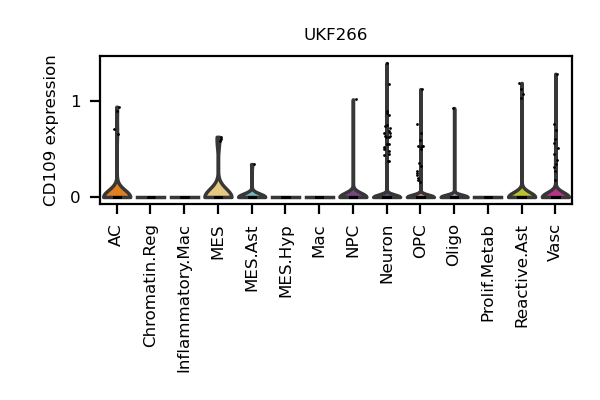 UKF266
CD109 expression
1
0
AC
Chromatin.Reg
Inflammatory.Mac
MES
MES.Ast
MES.Hyp
Mac
NPC
Neuron
OPC
Oligo
Prolif.Metab
Reactive.Ast
Vasc